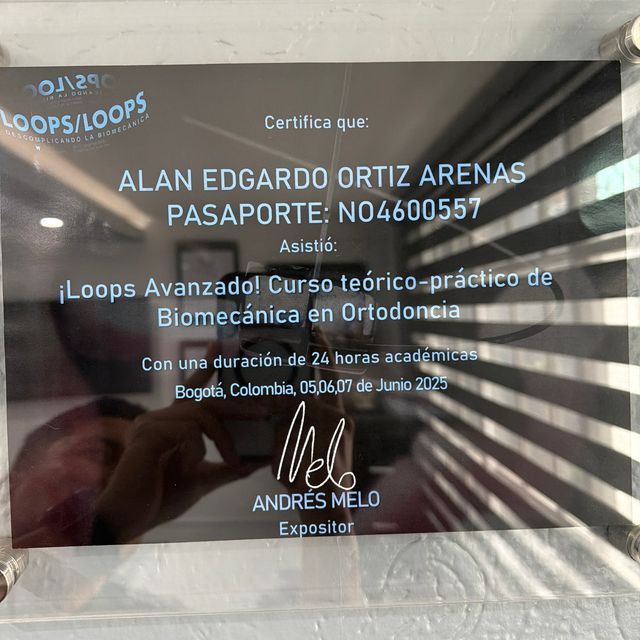 LOOPS/LOOPS
DESCOMPLICANDO LA BIOMECÁNICA
Certifica que:
ALAN EDGARDO ORTIZ ARENAS
PASAPORTE: NO4600557
Asistió:
¡Loops Avanzado! Curso teórico-práctico de
Biomecánica en Ortodoncia
Con una duración de 24 horas académicas
Bogotá, Colombia, 05,06,07 de Junio 2025
Melo
ANDRÉS MELO
Expositor